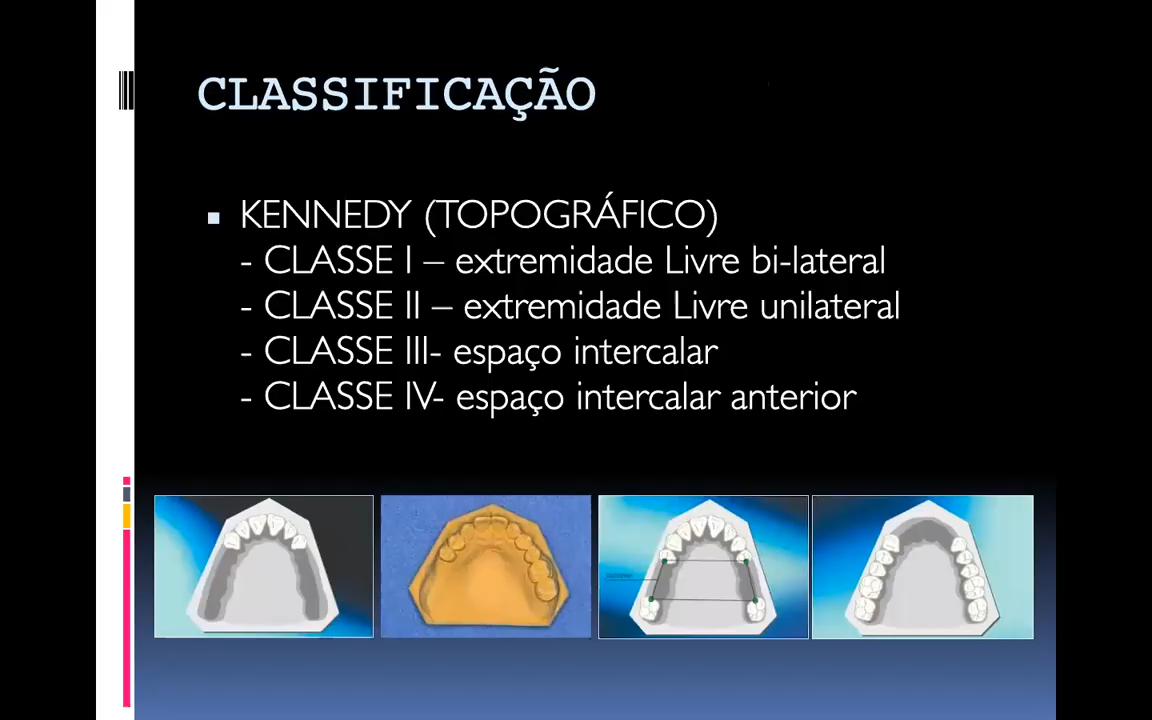 CLASSIFICAÇÃO
KENNEDY (TOPOGRÁFICO)
- CLASSE I – extremidade Livre bi-lateral
- CLASSE II – extremidade Livre unilateral
- CLASSE III- espaço intercalar
- CLASSE IV- espaço intercalar anterior